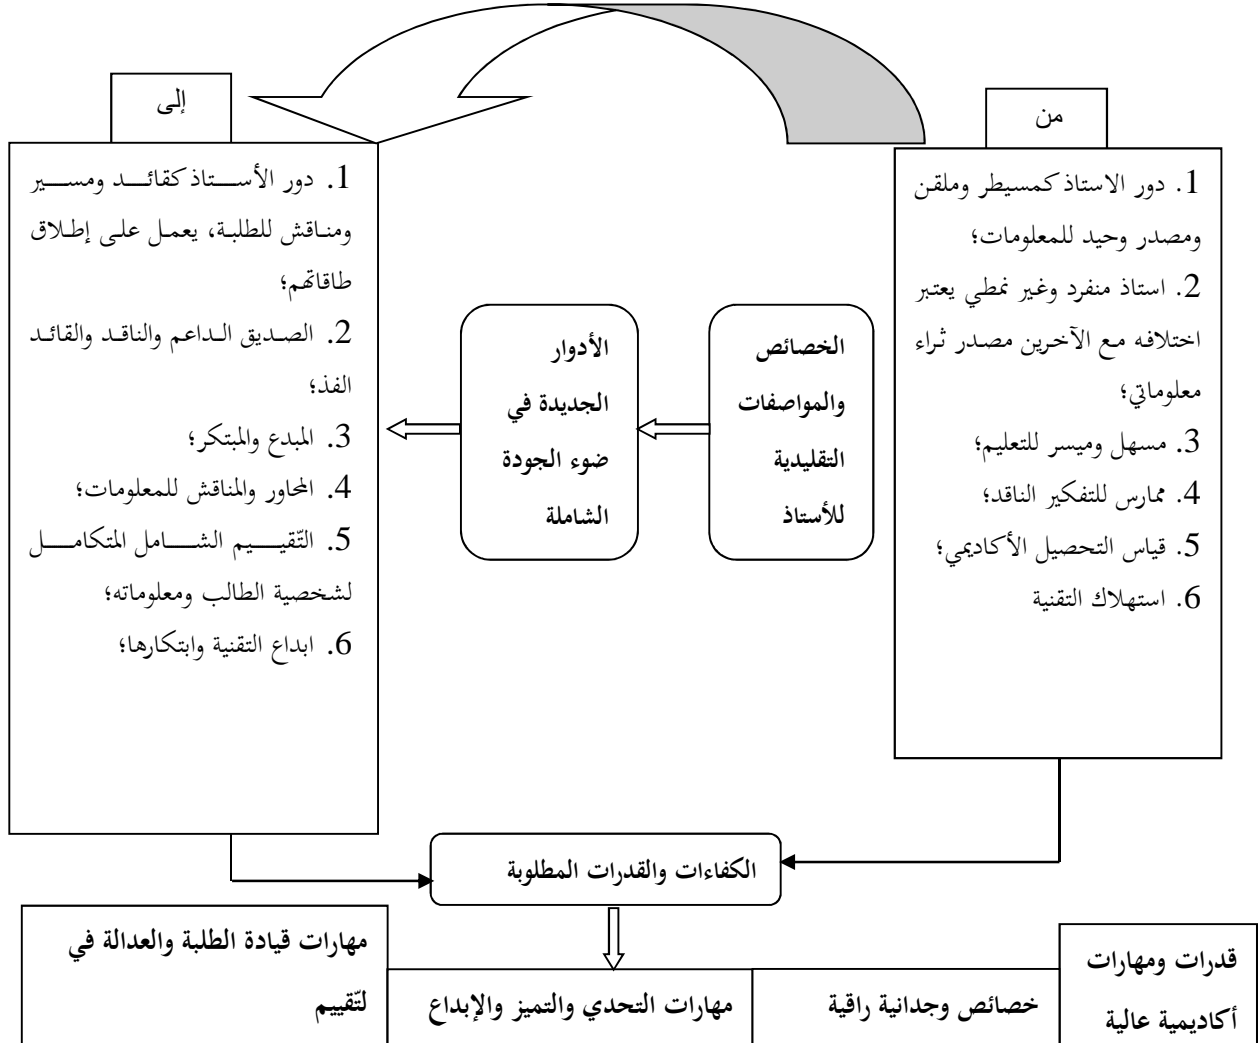 من
1. دور الاستاذ كمسيطر وملقن
ومصدر وحيد للمعلومات؛
2. استاذ منفرد وغير نمطي يعتبر
اختلافه مع الآخرين مصدر ثراء
معلوماتي؛
3. مسهل وميسر للتعليم؛
4. ممارس للتفكير الناقد؛
5. قياس التحصيل الأكاديمي؛
6. استهلاك التقنية
الخصائص
والمواصفات
التقليدية
للأستاذ
الأدوار
الجديدة في
ضوء الجودة
الشاملة
إلى
1. دور الأستاذ كقائد ومسير
ومناقش للطلبة، يعمل على إطلاق
طاقاتهم؛
2. الصديق الداعم والناقد والقائد
الفذ؛
3. المبدع والمبتكر؛
4. المحاور والمناقش للمعلومات؛
5. التّقييم الشامل المتكامل
لشخصية الطالب ومعلوماته؛
6. ابداع التقنية وابتكارها؛
الكفاءات والقدرات المطلوبة
قدرات ومهارات
أكاديمية عالية
خصائص وجدانية راقية
مهارات التحدي والتميز والإبداع
مهارات قيادة الطلبة والعدالة في
لتّقييم